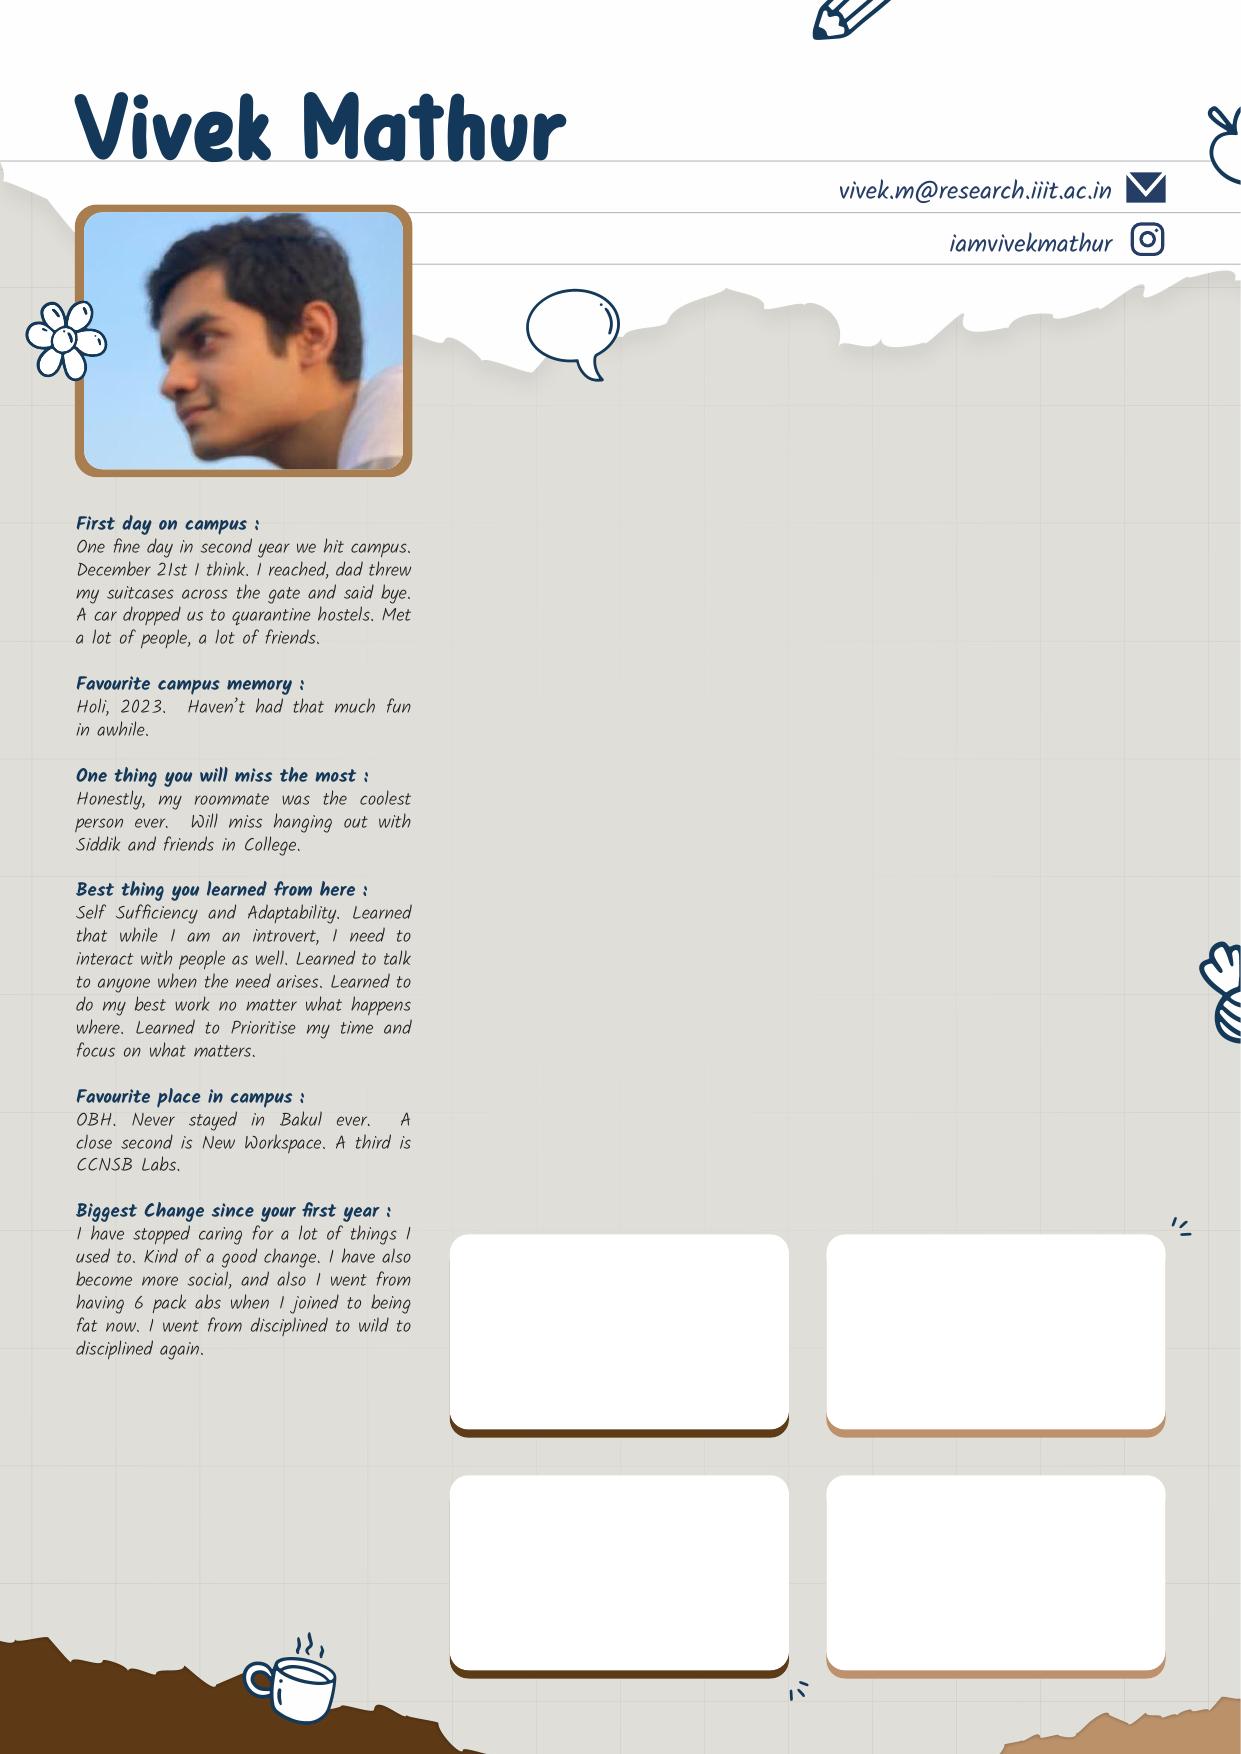 Vivek Mathur
vivek.m@research.iiit.ac.in
iamvivekmathur
First day on campus :
One fine day in second year we hit campus.
December 21st I think. I reached, dad threw
my suitcases across the gate and said bye.
A car dropped us to quarantine hostels. Met
a lot of people, a lot of friends.
Favourite campus memory :
Holi, 2023. Haven't had that much fun
in awhile.
One thing you will miss the most :
Honestly, my roommate was the coolest
person ever. Will miss hanging out with
Siddik and friends in College.
Best thing you learned from here :
Self Sufficiency and Adaptability. Learned
that while I am an introvert, I need to
interact with people as well. Learned to talk
to anyone when the need arises. Learned to
do my best work no matter what happens
where. Learned to Prioritise my time and
focus on what matters.
Favourite place in campus :
OBH. Never stayed in Bakul ever. A
close second is New Workspace. A third is
CCNSB Labs.
Biggest Change since your first year :
I have stopped caring for a lot of things I
used to. Kind of a good change. I have also
become more social, and also I went from
having 6 pack abs when I joined to being
fat now. I went from disciplined to wild to
disciplined again.